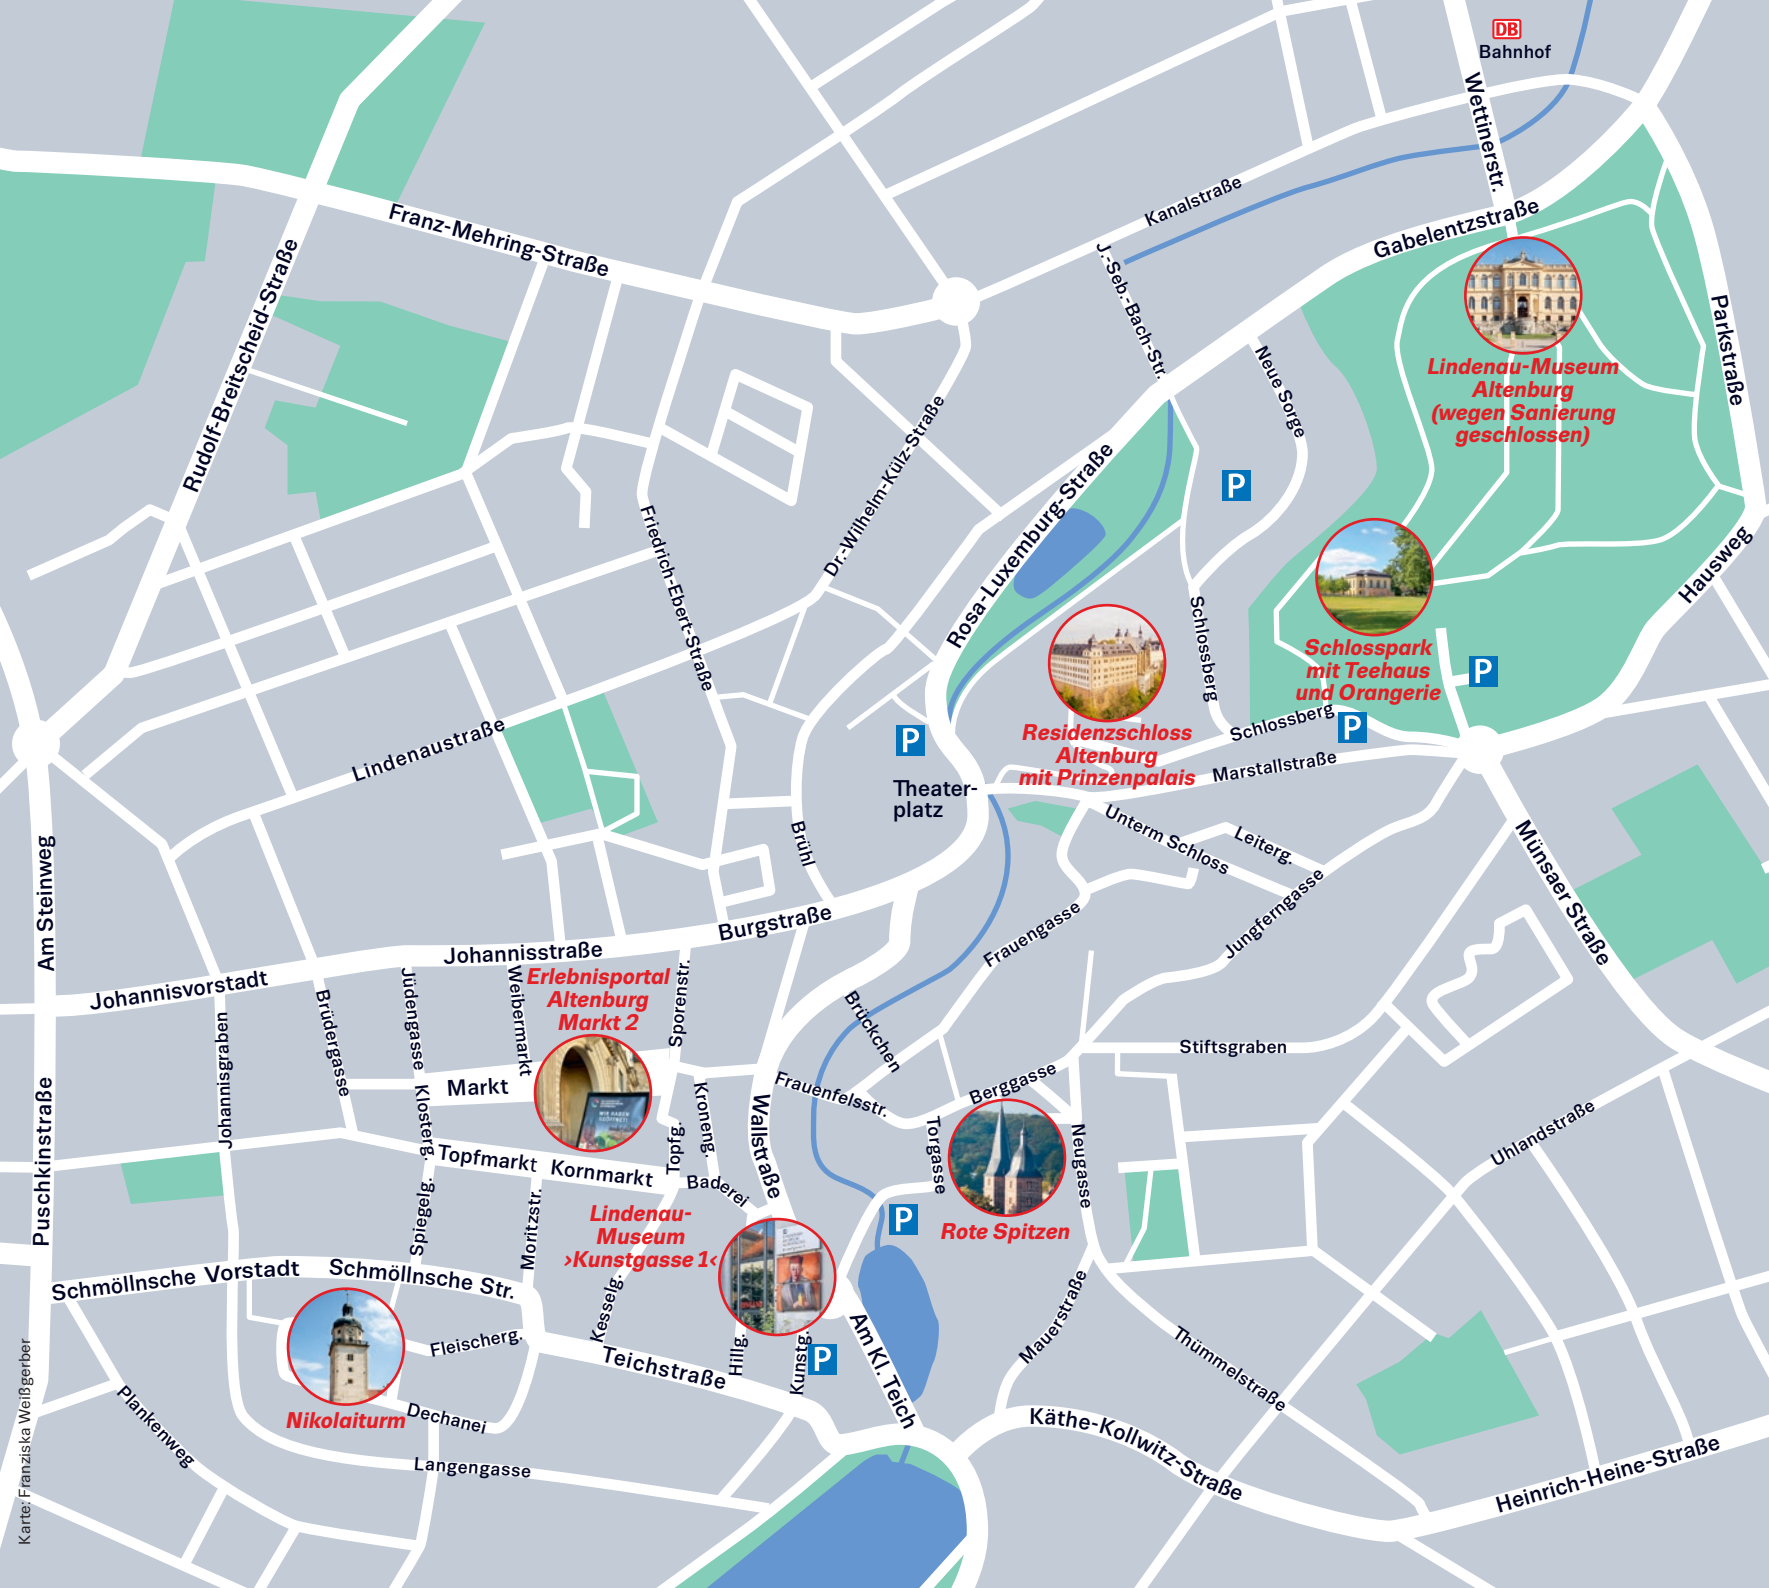 DB
Bahnhof
Wettinerstr.
Kanalstraße
Gabelentzstraße
Franz-Mehring-Straße
Rudolf-Breitscheid-Straße
J.-Seb.-Bach-Str.
Neue Sorge
Parkstraße
Lindenau-Museum
Altenburg
(wegen Sanierung
geschlossen)
Dr.-Wilhelm-Külz-Straße
Rosa-Luxemburg-Straße
P
Friedrich-Ebert-Straße
Hausweg
Schlossberg
Schlosspark
mit Teehaus
und Orangerie
P
Schlossberg
P
Residenzschloss
Altenburg
mit Prinzenpalais
P
Marstallstraße
Lindenaustraße
Theater-
platz
Unterm Schloss
Leiterg.
Brühl
Am Steinweg
Münsaer Straße
Jungferngasse
Frauengasse
Burgstraße
Johannisstraße
Johannisvorstadt
Erlebnisportal
Altenburg
Markt 2
Jüdengasse
Weibermarkt
Sporenstr.
Brüdergasse
Johannisgraben
Brückchen
Stiftsgraben
Markt
Klosterg.
Kroneng.
Frauenfelsstr.
Berggasse
Wallstraße
Topfg.
Torgasse
Neugasse
Uhlandstraße
Puschkinstraße
Topfmarkt
Kornmarkt
Baderei
Spiegelg.
Moritzstr.
Lindenau-
Museum
›Kunstgasse 1‹
P
Rote Spitzen
Schmöllnsche Vorstadt
Schmöllnsche Str.
Kesselg.
Mauerstraße
Fleischerg.
Teichstraße
Hillg.
Kunstg.
P
Am Kl. Teich
Thümmelstraße
Nikolaiturm
Dechanei
Plankenweg
Langengasse
Käthe-Kollwitz-Straße
Heinrich-Heine-Straße
Karte: Franziska Weißgerber